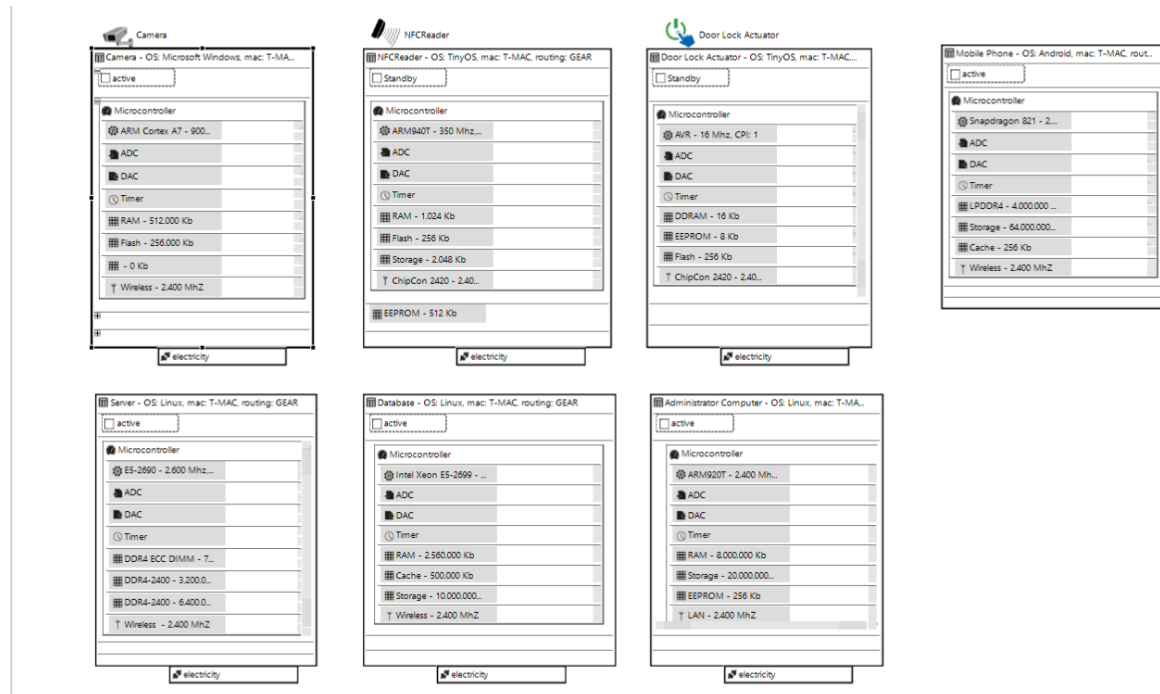 Camera
Camera - OS: Microsoft Windows, mac: T-MA...
active
Microcontroller
ARM Cortex A7 - 900...
ADC
DAC
Timer
RAM - 512.000 Kb
Flash - 256.000 Kb
- 0 Kb
Wireless - 2.400 MhZ
electricity
NFCReader
NFCReader - OS: TinyOS, mac: T-MAC, routing: GEAR
Standby
Microcontroller
ARM940T - 350 Mhz,...
ADC
DAC
Timer
RAM - 1.024 Kb
Flash - 256 Kb
Storage - 2.048 Kb
ChipCon 2420 - 2.40...
EEPROM - 512 Kb
electricity
Door Lock Actuator
Door Lock Actuator - OS: TinyOS, mac: T-MAC,...
Standby
Microcontroller
AVR - 16 Mhz, CPI: 1
ADC
DAC
Timer
DDRAM - 16 Kb
EEPROM - 8 Kb
Flash - 256 Kb
ChipCon 2420 - 2.40...
electricity
Mobile Phone - OS: Android, mac: T-MAC, rout...
active
Microcontroller
Snapdragon 821 - 2...
ADC
DAC
Timer
LPDDR4 - 4.000.000 ...
Storage - 64.000.000...
Cache - 256 Kb
Wireless - 2.400 MhZ
Server - OS: Linux, mac: T-MAC, routing: GEAR
active
Microcontroller
E5-2690 - 2.600 Mhz,...
ADC
DAC
Timer
DDR4 ECC DIMM - 7...
DDR4-2400 - 3.200.0...
DDR4-2400 - 6.400.0...
Wireless - 2.400 MhZ
electricity
Database - OS: Linux, mac: T-MAC, routing: GEAR
active
Microcontroller
Intel Xeon E5-2699 - ...
ADC
DAC
Timer
RAM - 2.560.000 Kb
Cache - 500.000 Kb
Storage - 10.000.000...
Wireless - 2.400 MhZ
electricity
Administrator Computer - OS: Linux, mac: T-MA...
active
Microcontroller
ARM920T - 2.400 Mh...
ADC
DAC
Timer
RAM - 8.000.000 Kb
Storage - 20.000.000...
EEPROM - 256 Kb
LAN - 2.400 MhZ
electricity